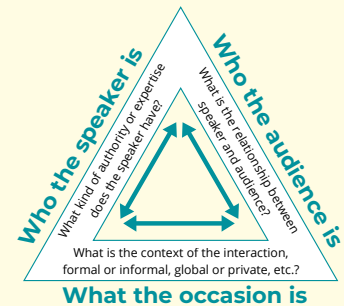 Who the speaker is
What kind of authority or expertise
does the speaker have?
Who the audience is
What is the relationship between
speaker and audience?
What is the context of the interaction,
formal or informal, global or private, etc.?
What the occasion is